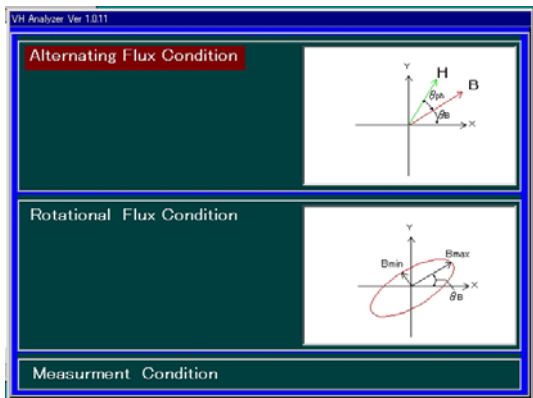 VH Analyzer Ver 1.0.11
Alternating Flux Condition
Y
H
B
θph
θB
X
Rotational Flux Condition
Y
Bmin
Bmax
X
θB
Measurment Condition